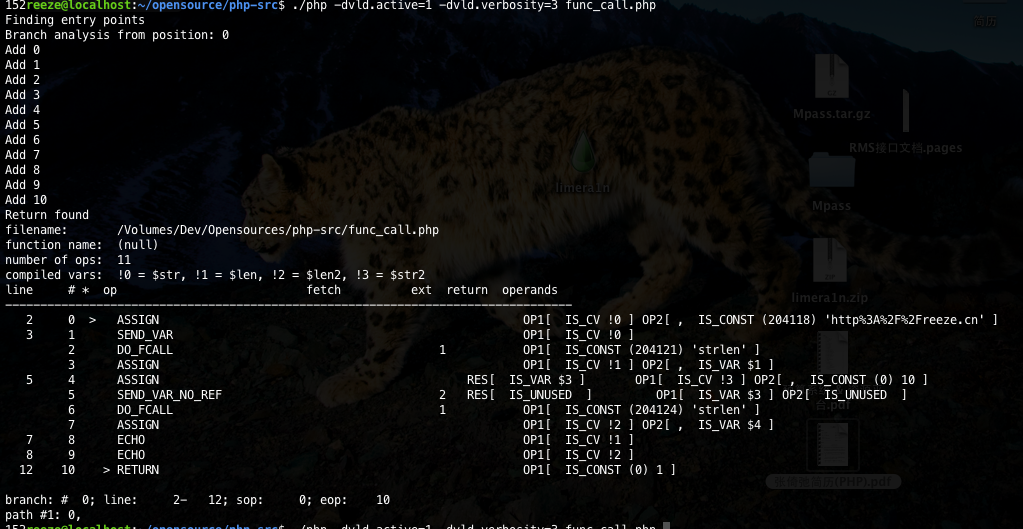 152reeze@localhost:~/opensource/php-src$ ./php -dvld.active=1 -dvld.verbosity=3 func_call.php
Finding entry points
Branch analysis from position: 0
Add 0
Add 1
Add 2
Add 3
Add 4
Add 5
Add 6
Add 7
Add 8
Add 9
Add 10
Return found
filename:       /Volumes/Dev/Opensources/php-src/func_call.php
function name:  (null)
number of ops:  11
compiled vars:  !0 = $str, !1 = $len, !2 = $len2, !3 = $str2
line     # *  op                           fetch          ext  return  operands
---------------------------------------------------------------------------------
   2     0  >   ASSIGN                                                    OP1[  IS_CV !0 ] OP2[ ,  IS_CONST (204118) 'http%3A%2F%2Freeze.cn' ]
   3     1      SEND_VAR                                                  OP1[  IS_CV !0 ]
         2      DO_FCALL                                      1           OP1[  IS_CONST (204121) 'strlen' ]
         3      ASSIGN                                                    OP1[  IS_CV !1 ] OP2[ ,  IS_VAR $1 ]
   5     4      ASSIGN                                            RES[  IS_VAR $3 ]       OP1[  IS_CV !3 ] OP2[ ,  IS_CONST (0) 10 ]
         5      SEND_VAR_NO_REF                               2   RES[  IS_UNUSED  ]         OP1[  IS_VAR $3 ] OP2[  IS_UNUSED  ]
         6      DO_FCALL                                      1           OP1[  IS_CONST (204124) 'strlen' ]
         7      ASSIGN                                                    OP1[  IS_CV !2 ] OP2[ ,  IS_VAR $4 ]
   7     8      ECHO                                                      OP1[  IS_CV !1 ]
   8     9      ECHO                                                      OP1[  IS_CV !2 ]
  12    10    > RETURN                                                    OP1[  IS_CONST (0) 1 ]
branch: #  0; line:     2-   12; sop:     0; eop:    10
path #1: 0,
152reeze@localhost:~/opensource/php-src$ ./php -dvld.active=1 -dvld.verbosity=3 func_call.php
简历
Mpass.tar.gz
RMS接口文档.pages
limera1n
Mpass
limera1n.zip